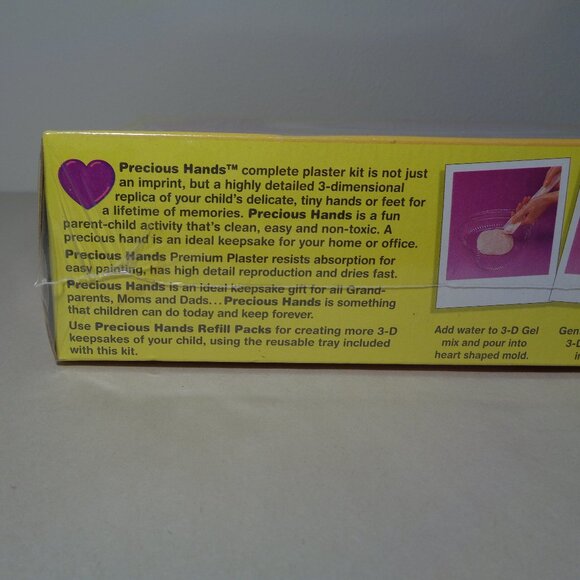 Precious Hands™ complete plaster kit is not just
an imprint, but a highly detailed 3-dimensional
replica of your child's delicate, tiny hands or feet for
a lifetime of memories. Precious Hands is a fun
parent-child activity that's clean, easy and non-toxic. A
precious hand is an ideal keepsake for your home or office.
Precious Hands Premium Plaster resists absorption for
easy painting, has high detail reproduction and dries fast.
Precious Hands is an ideal keepsake gift for all Grand-
parents, Moms and Dads...Precious Hands is something
that children can do today and keep forever.
Use Precious Hands Refill Packs for creating more 3-D
keepsakes of your child, using the reusable tray included
with this kit.
Add water to 3-D Gel
mix and pour into
heart shaped mold.
Gen
3-D
in